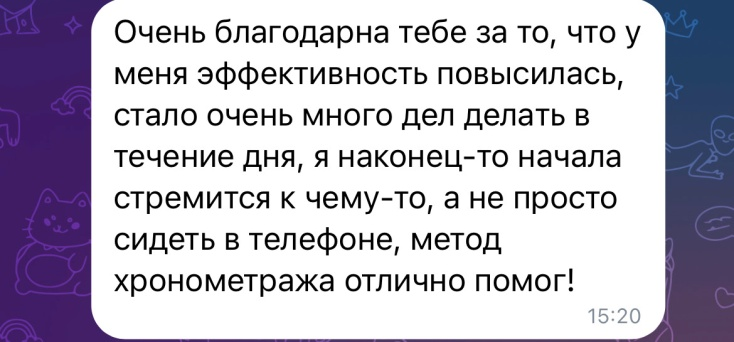 Очень благодарна тебе за то, что у
меня эффективность повысилась,
стало очень много дел делать в
течение дня, я наконец-то начала
стремится к чему-то, а не просто
сидеть в телефоне, метод
хронометража отлично помог!
15:20